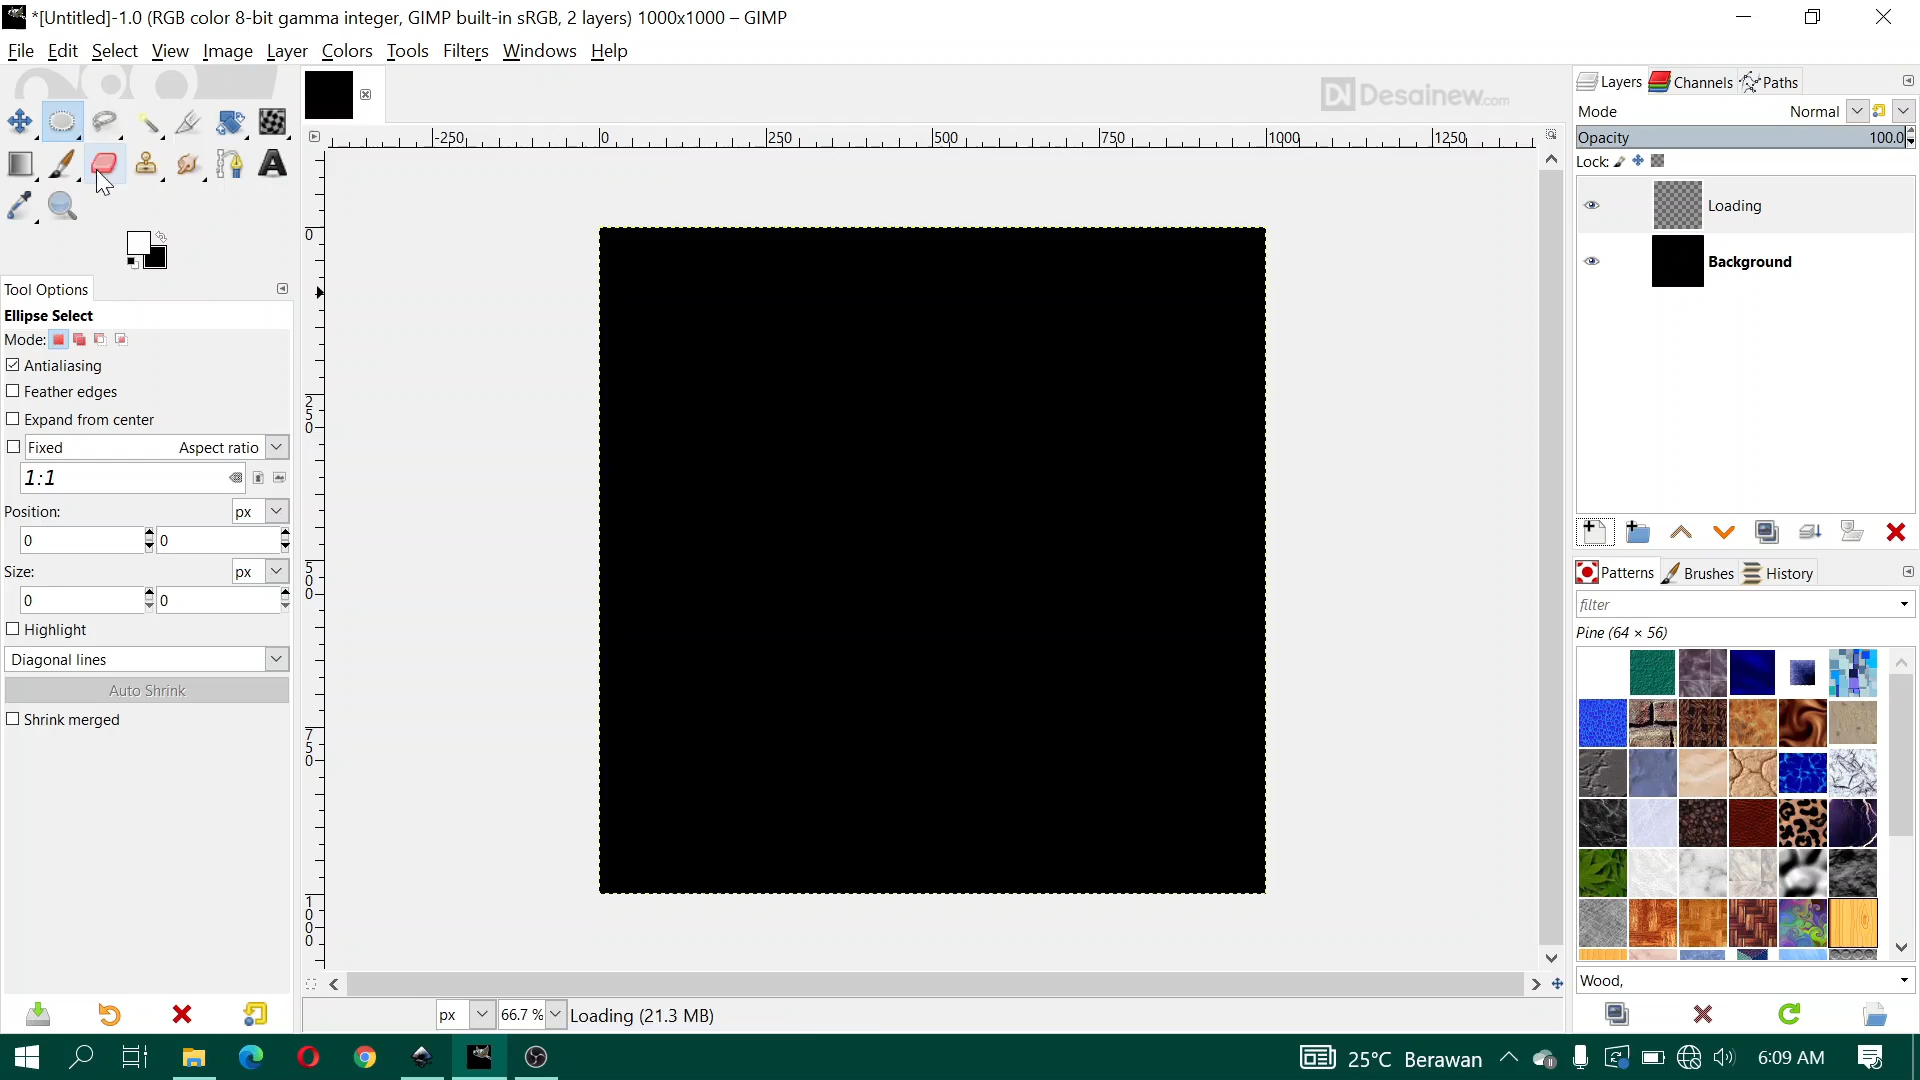 *[Untitled]-1.0 (RGB color 8-bit gamma integer, GIMP built-in sRGB, 2 layers) 1000x1000 – GIMP
File Edit Select View Image Layer Colors Tools Filters Windows Help
Desainew.com
Layers Channels Paths
Mode Normal
Opacity 100.0
Lock:
Loading
Background
-250 0 250 500 750 1000 1250
0
250
500
750
1000
Tool Options
Ellipse Select
Mode:
Antialiasing
Feather edges
Expand from center
Fixed Aspect ratio
1:1
Position: px
0 0
Size: px
0 0
Highlight
Diagonal lines
Auto Shrink
Shrink merged
Patterns Brushes History
filter
Pine (64 × 56)
Wood,
px 66.7 % Loading (21.3 MB)
25°C Berawan 6:09 AM